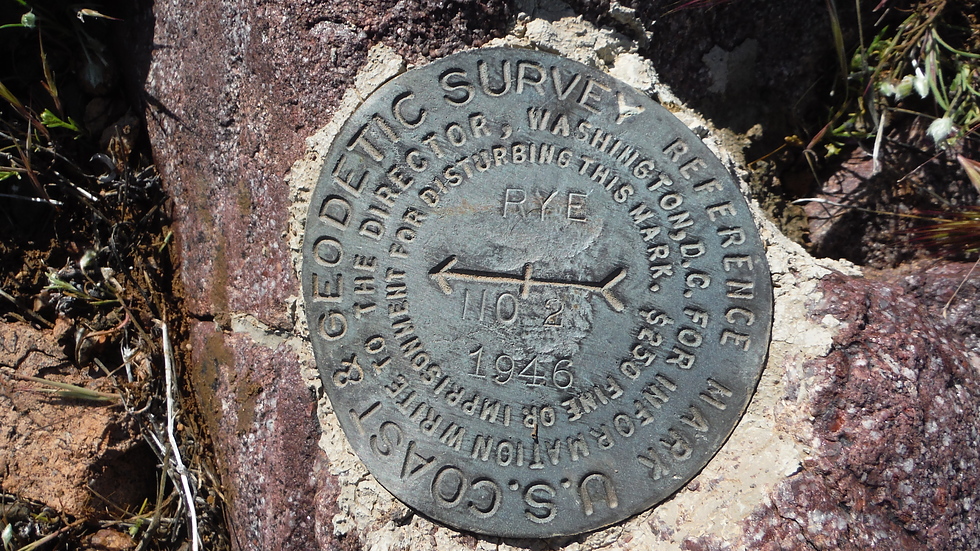 U.S. COAST & GEODETIC SURVEY REFERENCE MARK
WRITE TO THE DIRECTOR, WASHINGTON, D.C. FOR INFORMATION
$250 FINE OR IMPRISONMENT FOR DISTURBING THIS MARK.
RYE
110 2
1946